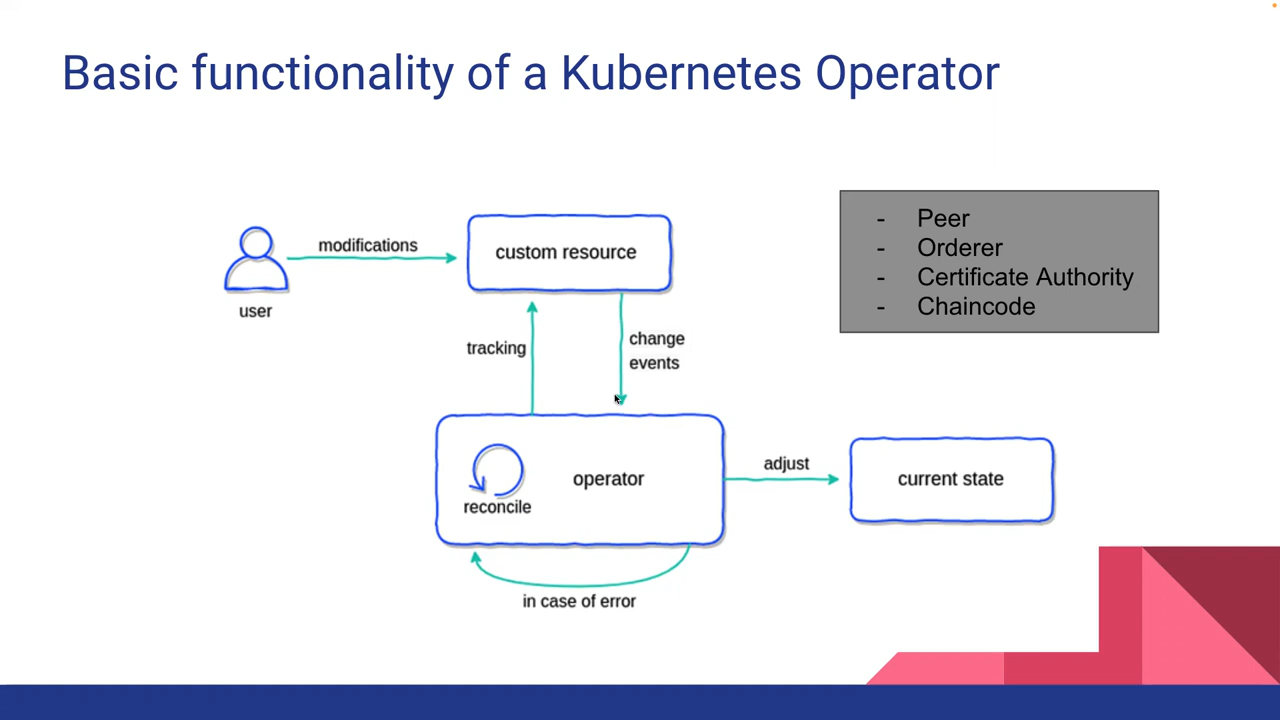 Basic functionality of a Kubernetes Operator
modifications
custom resource
user
- Peer
- Orderer
- Certificate Authority
- Chaincode
tracking
change
events
reconcile
operator
adjust
current state
in case of error